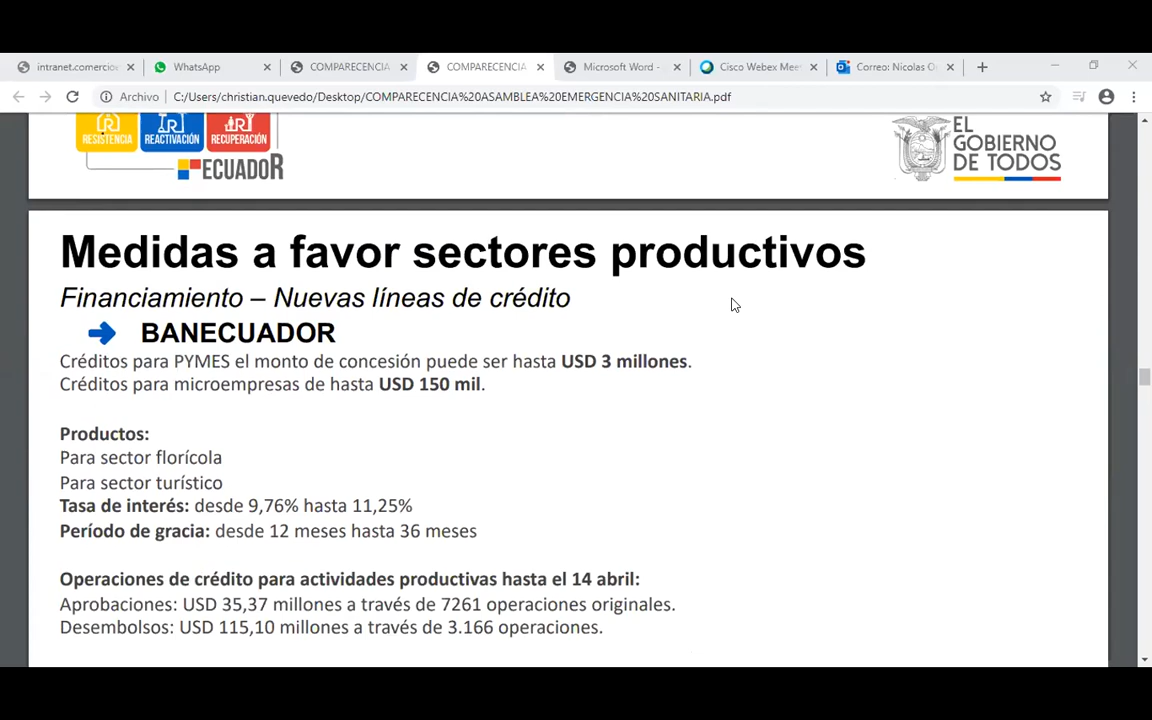 intranet.comercio
WhatsApp
COMPARECENCIA
COMPARECENCIA
Microsoft Word -
Cisco Webex Mee
Correo: Nicolas O
Archivo
C:/Users/christian.quevedo/Desktop/COMPARECENCIA%20ASAMBLEA%20EMERGENCIA%20SANITARIA.pdf
RESISTENCIA
REACTIVACIÓN
RECUPERACIÓN
ECUADOR
EL
GOBIERNO
DE TODOS
Medidas a favor sectores productivos
Financiamiento – Nuevas líneas de crédito
BANECUADOR
Créditos para PYMES el monto de concesión puede ser hasta USD 3 millones.
Créditos para microempresas de hasta USD 150 mil.
Productos:
Para sector florícola
Para sector turístico
Tasa de interés: desde 9,76% hasta 11,25%
Período de gracia: desde 12 meses hasta 36 meses
Operaciones de crédito para actividades productivas hasta el 14 abril:
Aprobaciones: USD 35,37 millones a través de 7261 operaciones originales.
Desembolsos: USD 115,10 millones a través de 3.166 operaciones.